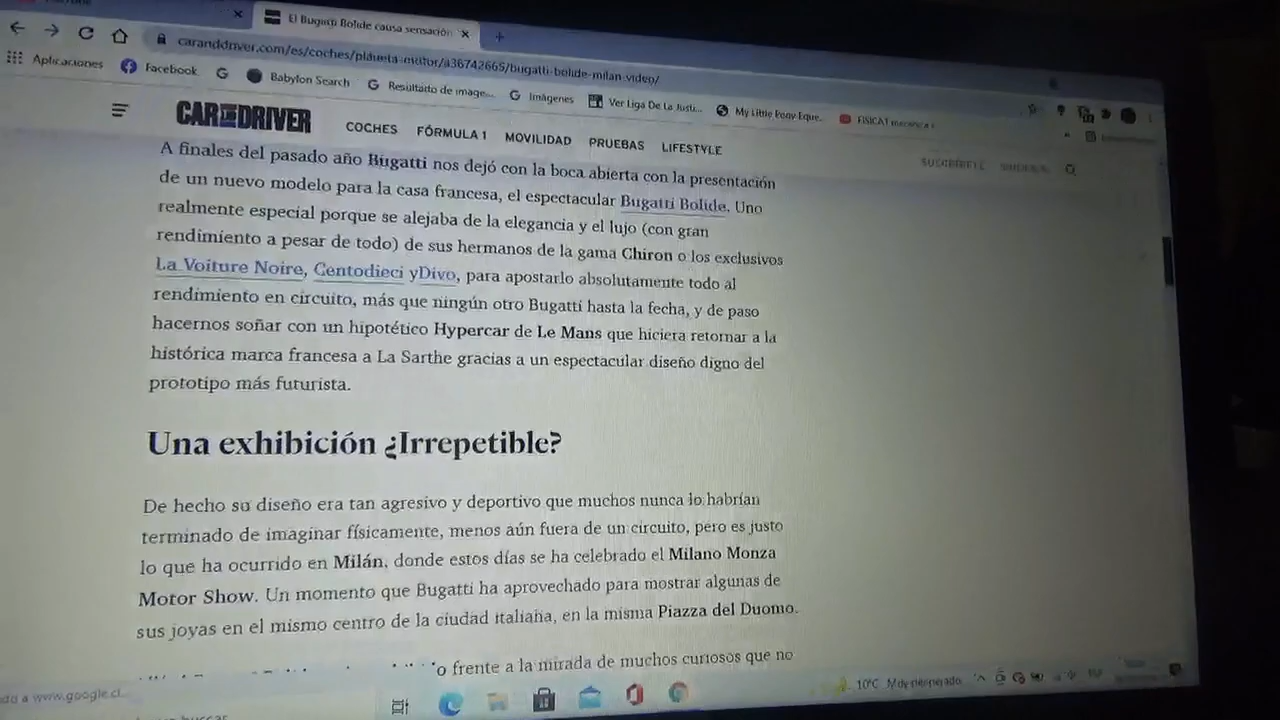 El Bugatti Bolide causa sensación
caranddriver.com/es/coches/planeta-motor/a36742665/bugatti-bolide-milan-video/
Aplicaciones Facebook Babylon Search Resultado de image... Imágenes Ver Liga De La Justi... My Little Pony Eque... FISICA1
CAR AND DRIVER COCHES FÓRMULA 1 MOVILIDAD PRUEBAS LIFESTYLE
SUSCRÍBETE
A finales del pasado año Bugatti nos dejó con la boca abierta con la presentación
de un nuevo modelo para la casa francesa, el espectacular Bugatti Bolide. Uno
realmente especial porque se alejaba de la elegancia y el lujo (con gran
rendimiento a pesar de todo) de sus hermanos de la gama Chiron o los exclusivos
La Voiture Noire, Centodieci yDivo, para apostarlo absolutamente todo al
rendimiento en circuito, más que ningún otro Bugatti hasta la fecha, y de paso
hacernos soñar con un hipotético Hypercar de Le Mans que hiciera retornar a la
histórica marca francesa a La Sarthe gracias a un espectacular diseño digno del
prototipo más futurista.
Una exhibición ¿Irrepetible?
De hecho su diseño era tan agresivo y deportivo que muchos nunca lo habrían
terminado de imaginar físicamente, menos aún fuera de un circuito, pero es justo
lo que ha ocurrido en Milán, donde estos días se ha celebrado el Milano Monza
Motor Show. Un momento que Bugatti ha aprovechado para mostrar algunas de
sus joyas en el mismo centro de la ciudad italiana, en la misma Piazza del Duomo.
o frente a la mirada de muchos curiosos que no
a www.google.cl...
buscar
10°C Muy despejado